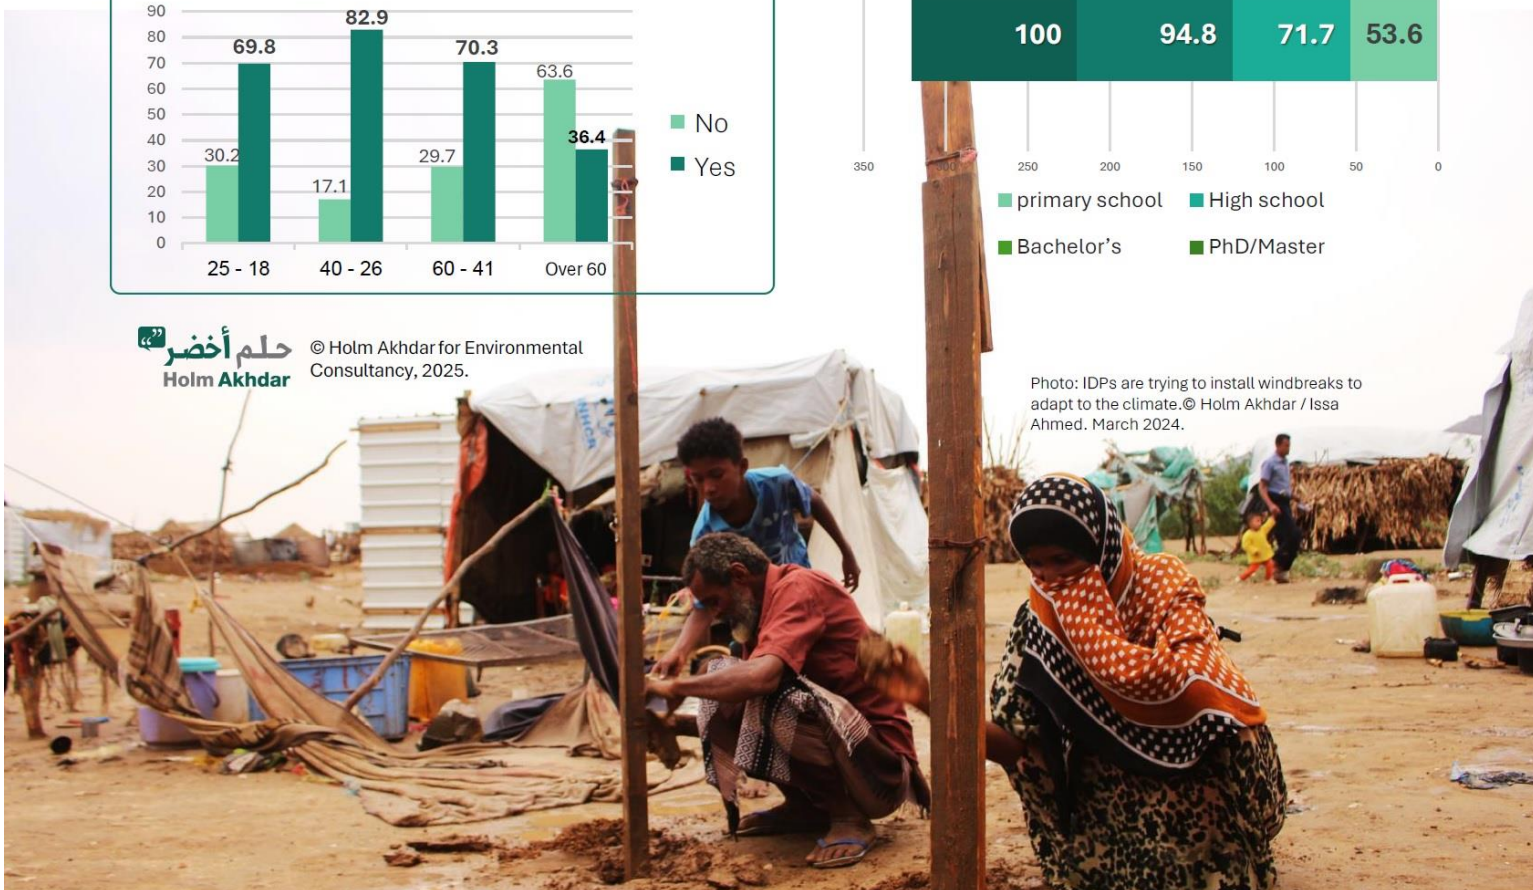 90
80
70
60
50
40
30
20
10
0
69.8
82.9
70.3
63.6
36.4
30.2
17.1
29.7
25 - 18
40 - 26
60 - 41
Over 60
No
Yes
100 94.8 71.7 53.6
350 300 250 200 150 100 50 0
primary school High school
Bachelor's PhD/Master
حلم أخضر
Holm Akhdar
© Holm Akhdar for Environmental
Consultancy, 2025.
Photo: IDPs are trying to install windbreaks to
adapt to the climate.© Holm Akhdar / Issa
Ahmed. March 2024.
UNHCR